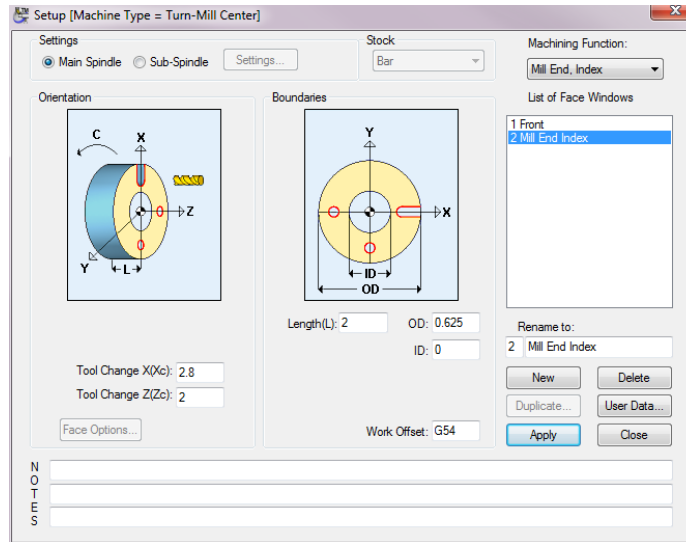 Setup [Machine Type = Turn-Mill Center]
Settings
Main Spindle Sub-Spindle Settings...
Stock
Bar
Machining Function:
Mill End, Index
Orientation
C X
Z
Y L
Tool Change X(Xc): 2.8
Tool Change Z(Zc): 2
Face Options...
Boundaries
Y
X
ID
OD
Length(L): 2 OD: 0.625
ID: 0
Work Offset: G54
List of Face Windows
1 Front
2 Mill End Index
Rename to:
2 Mill End Index
New Delete
Duplicate... User Data...
Apply Close
NOTES